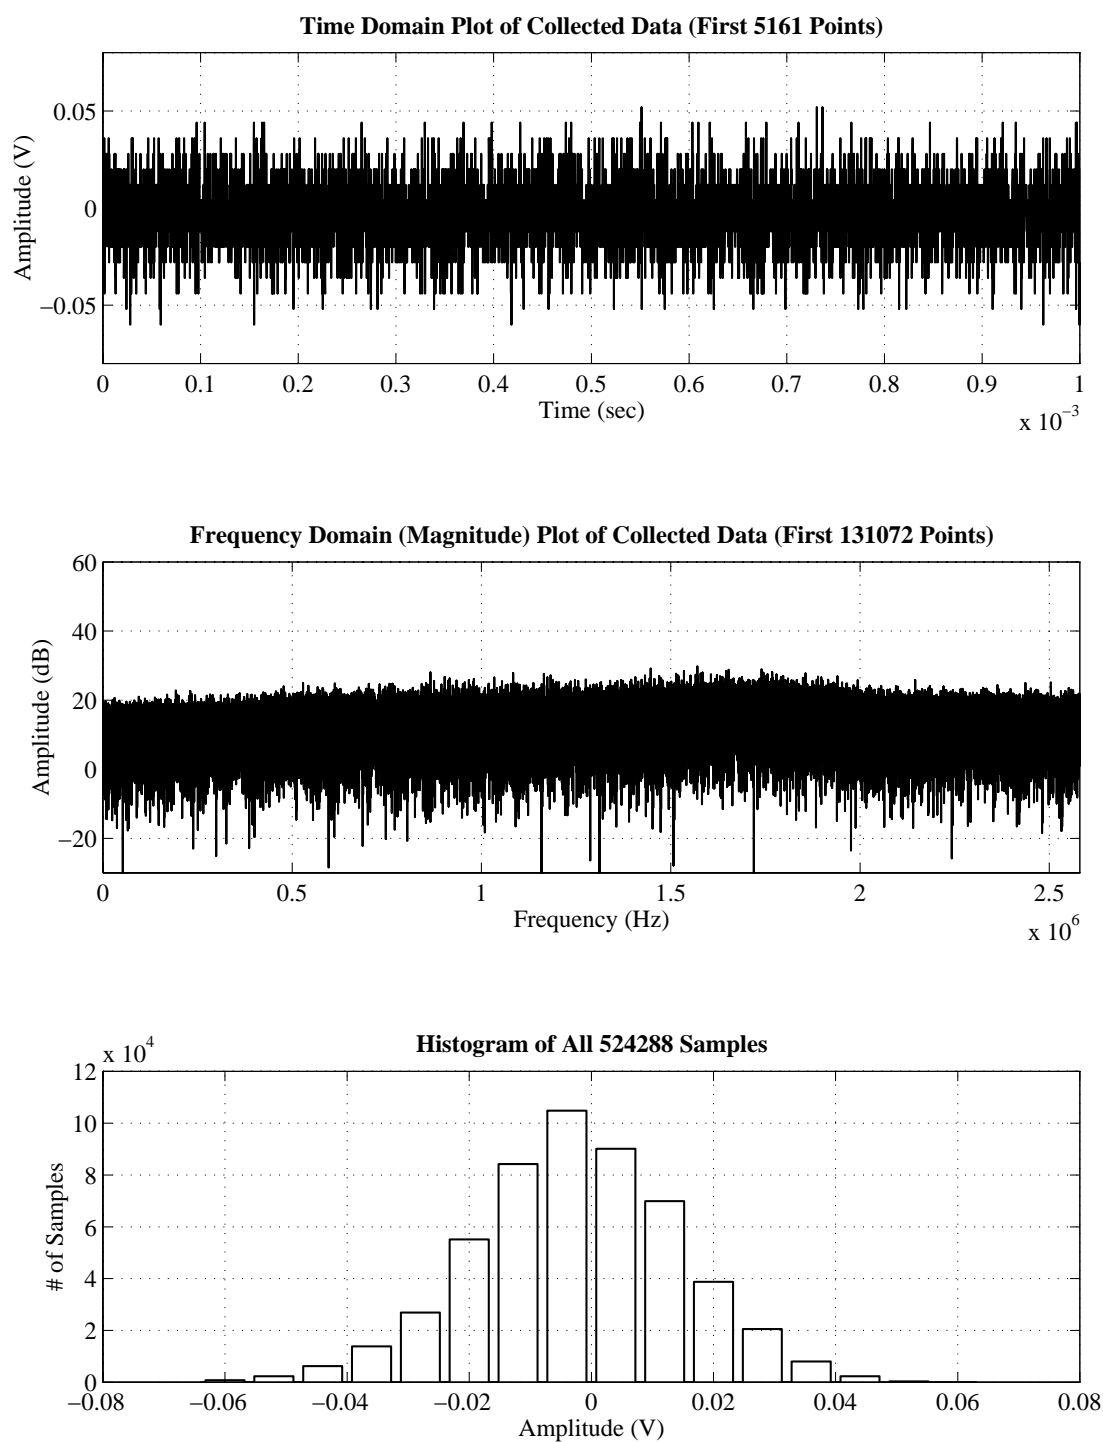 Time Domain Plot of Collected Data (First 5161 Points)
Amplitude (V)
0.05
0
−0.05
0 0.1 0.2 0.3 0.4 0.5 0.6 0.7 0.8 0.9 1
Time (sec)
x 10−3
Frequency Domain (Magnitude) Plot of Collected Data (First 131072 Points)
Amplitude (dB)
60
40
20
0
−20
0 0.5 1 1.5 2 2.5
Frequency (Hz)
x 10^6
Histogram of All 524288 Samples
x 10^4
# of Samples
12
10
8
6
4
2
0
−0.08 −0.06 −0.04 −0.02 0 0.02 0.04 0.06 0.08
Amplitude (V)